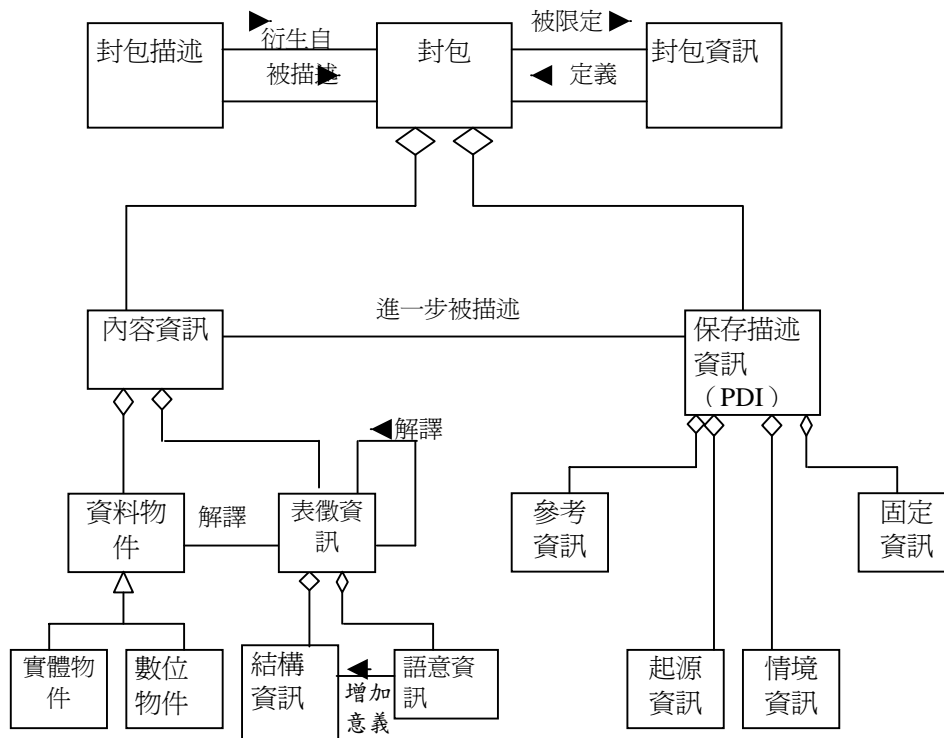 封包描述
衍生自
被描述
封包
被限定
定義
封包資訊
內容資訊
進一步被描述
保存描述
資訊
（PDI）
解譯
資料物
件
解譯
表徵資
訊
參考
資訊
固定
資訊
實體物
件
數位
物件
結構
資訊
增加
意義
語意資
訊
起源
資訊
情境
資訊